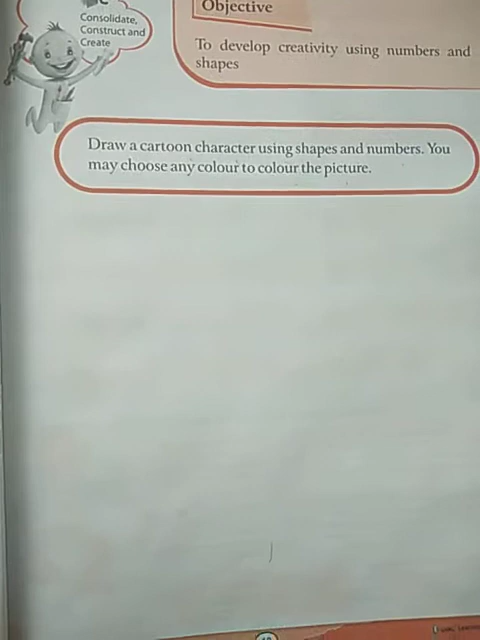 Consolidate,
Construct and
Create
Objective
To develop creativity using numbers and
shapes
Draw a cartoon character using shapes and numbers. You
may choose any colour to colour the picture.